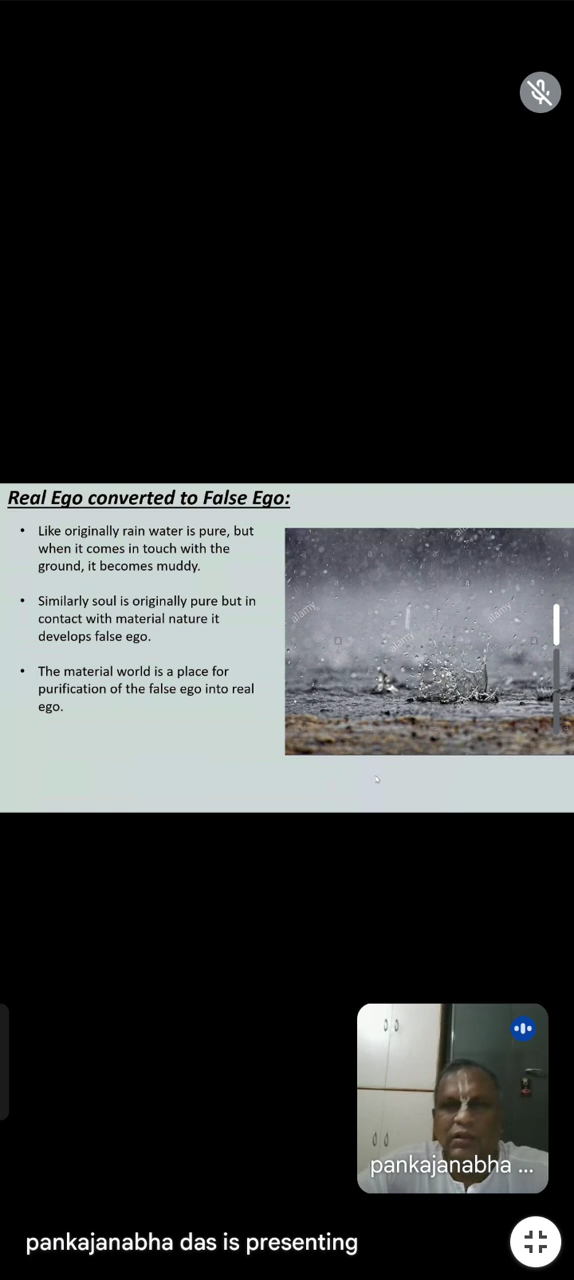 Real Ego converted to False Ego:
• Like originally rain water is pure, but
when it comes in touch with the
ground, it becomes muddy.
• Similarly soul is originally pure but in
contact with material nature it
develops false ego.
• The material world is a place for
purification of the false ego into real
ego.
alamy
alamy
alamy
pankajanabha ...
pankajanabha das is presenting